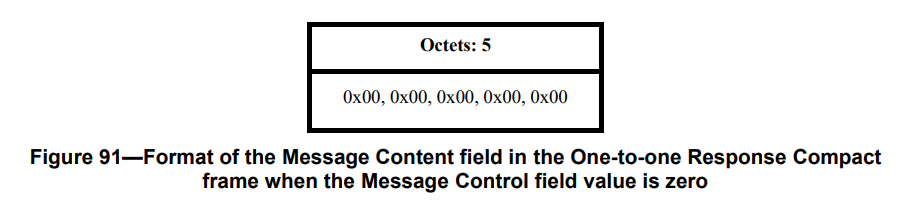 Octets: 5
0x00, 0x00, 0x00, 0x00, 0x00
Figure 91—Format of the Message Content field in the One-to-one Response Compact
frame when the Message Control field value is zero